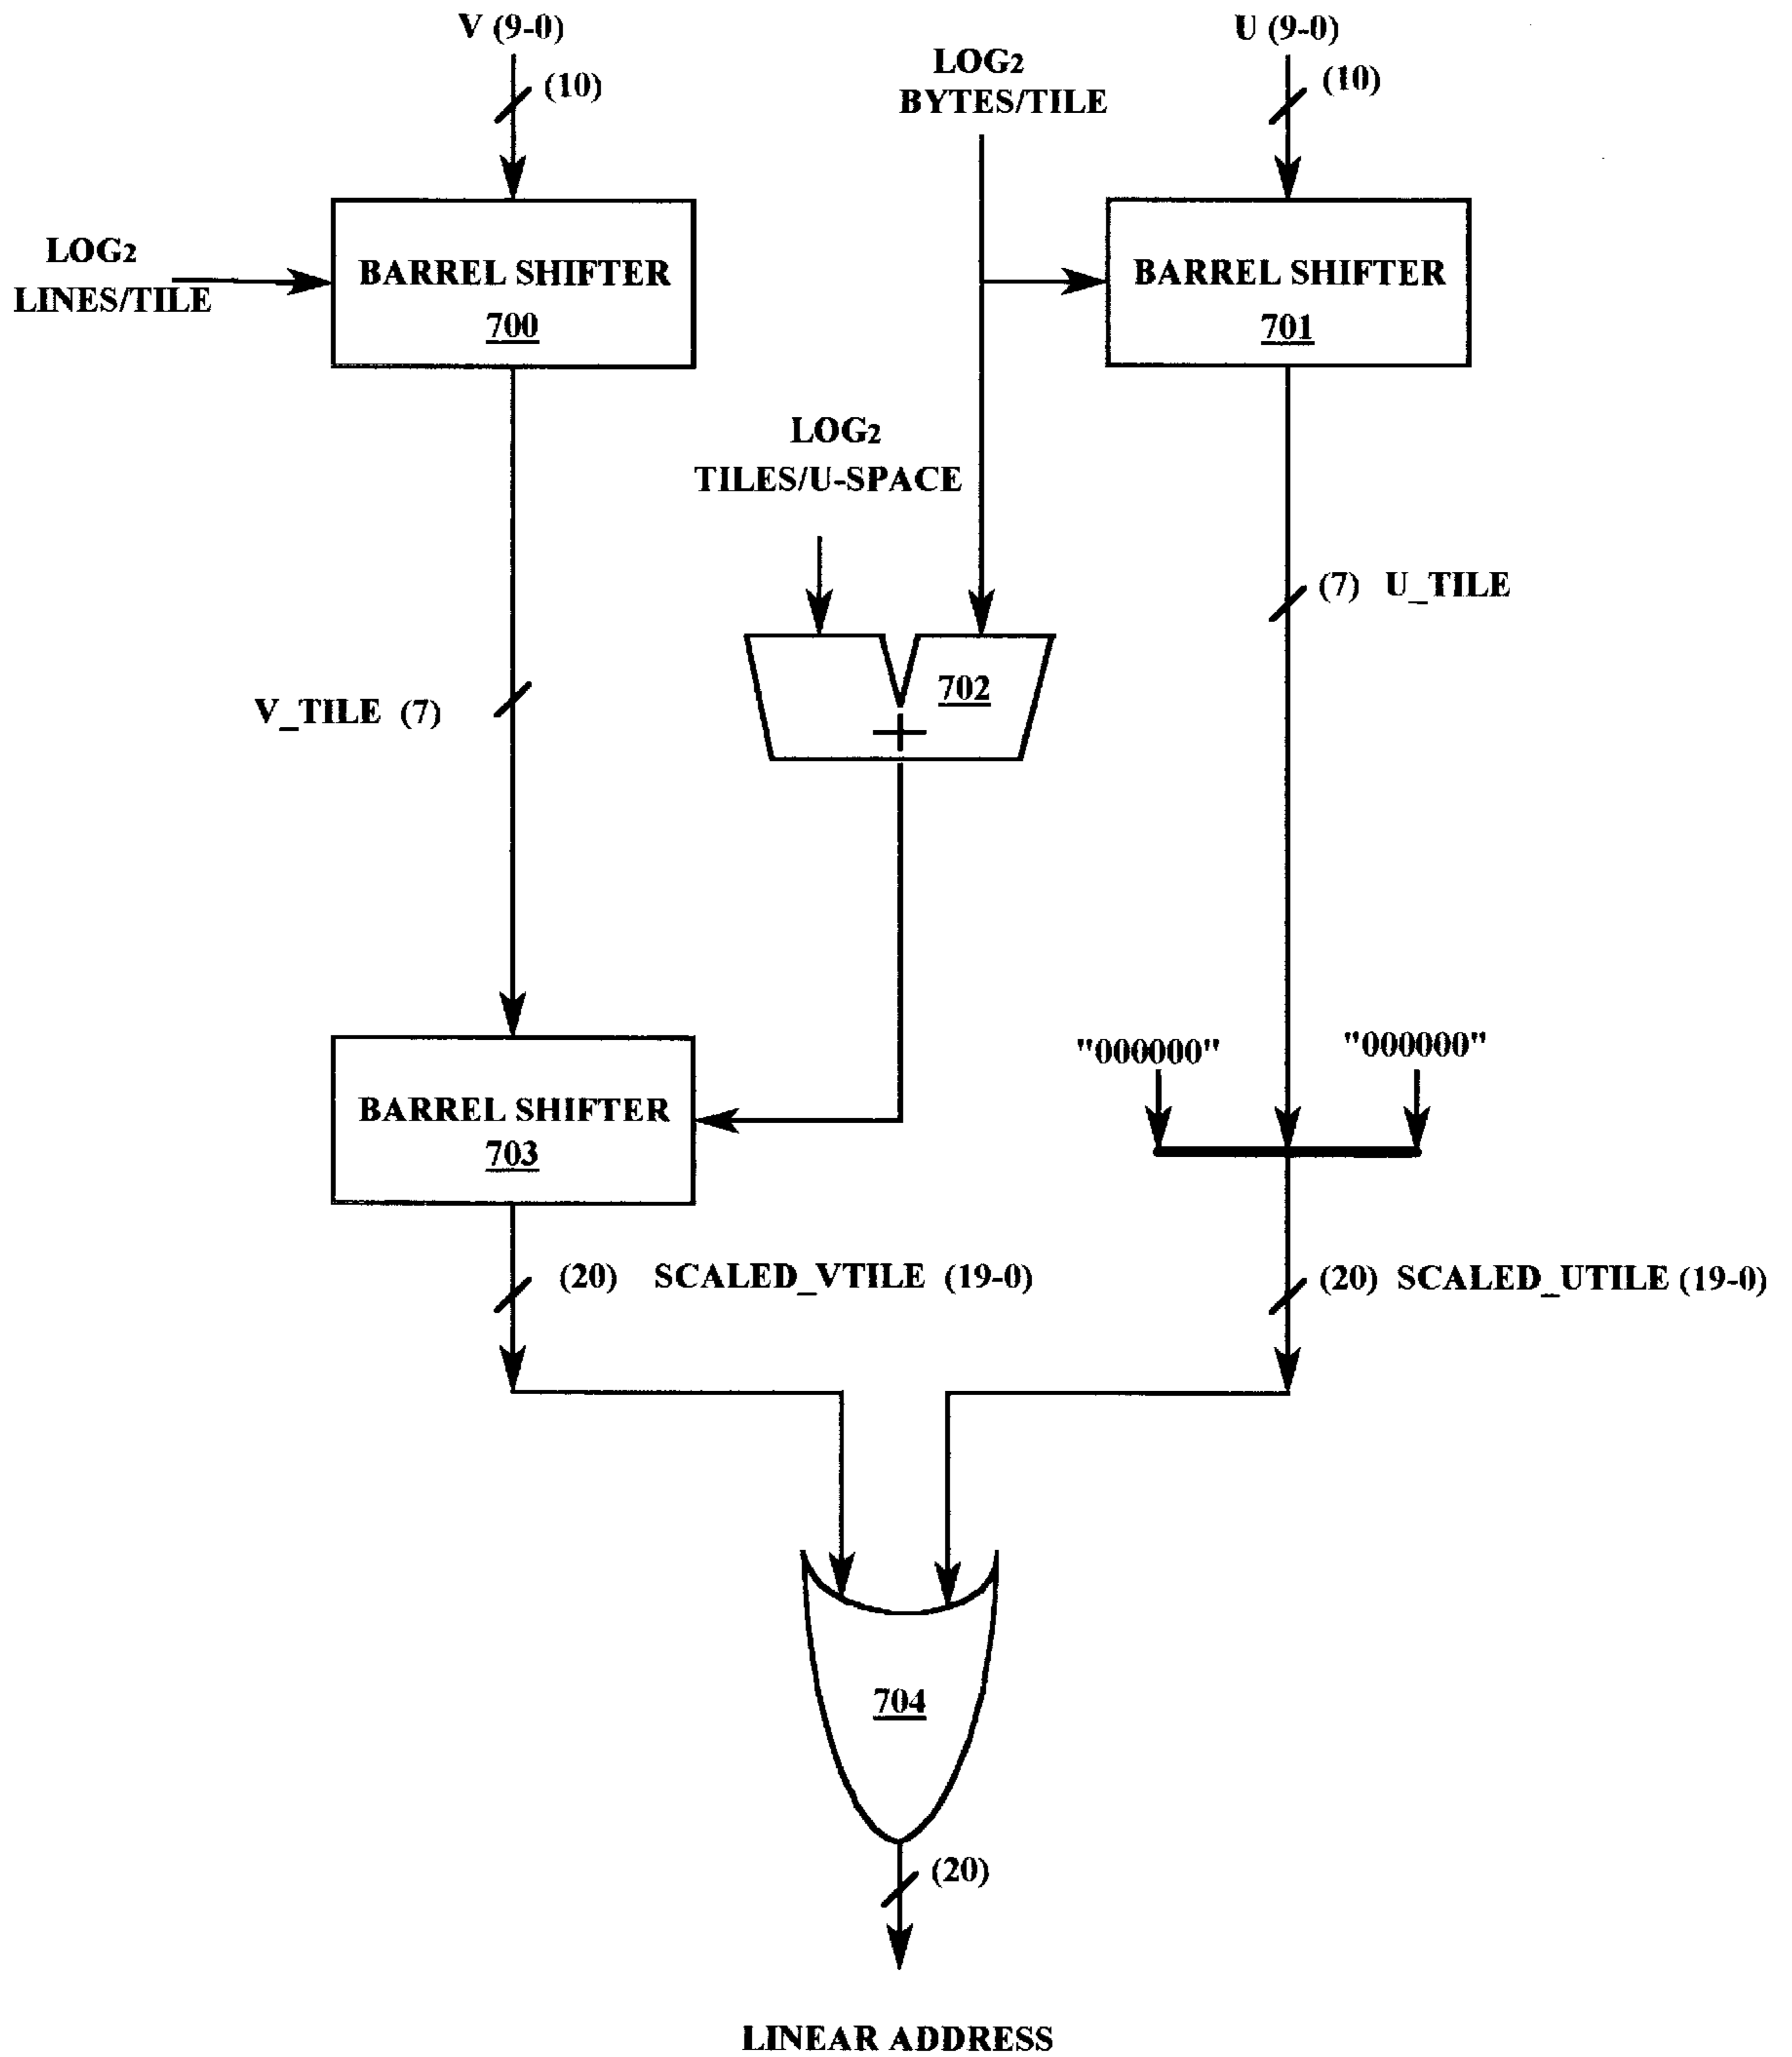 V (9-0)
U (9-0)
(10)
LOG2
BYTES/TILE
(10)
LOG2
LINES/TILE
BARREL SHIFTER
700
BARREL SHIFTER
701
LOG2
TILES/U-SPACE
(7) U_TILE
702
+
V_TILE (7)
"000000"
"000000"
BARREL SHIFTER
703
(20) SCALED_VTILE (19-0)
(20) SCALED_UTILE (19-0)
704
(20)
LINEAR ADDRESS